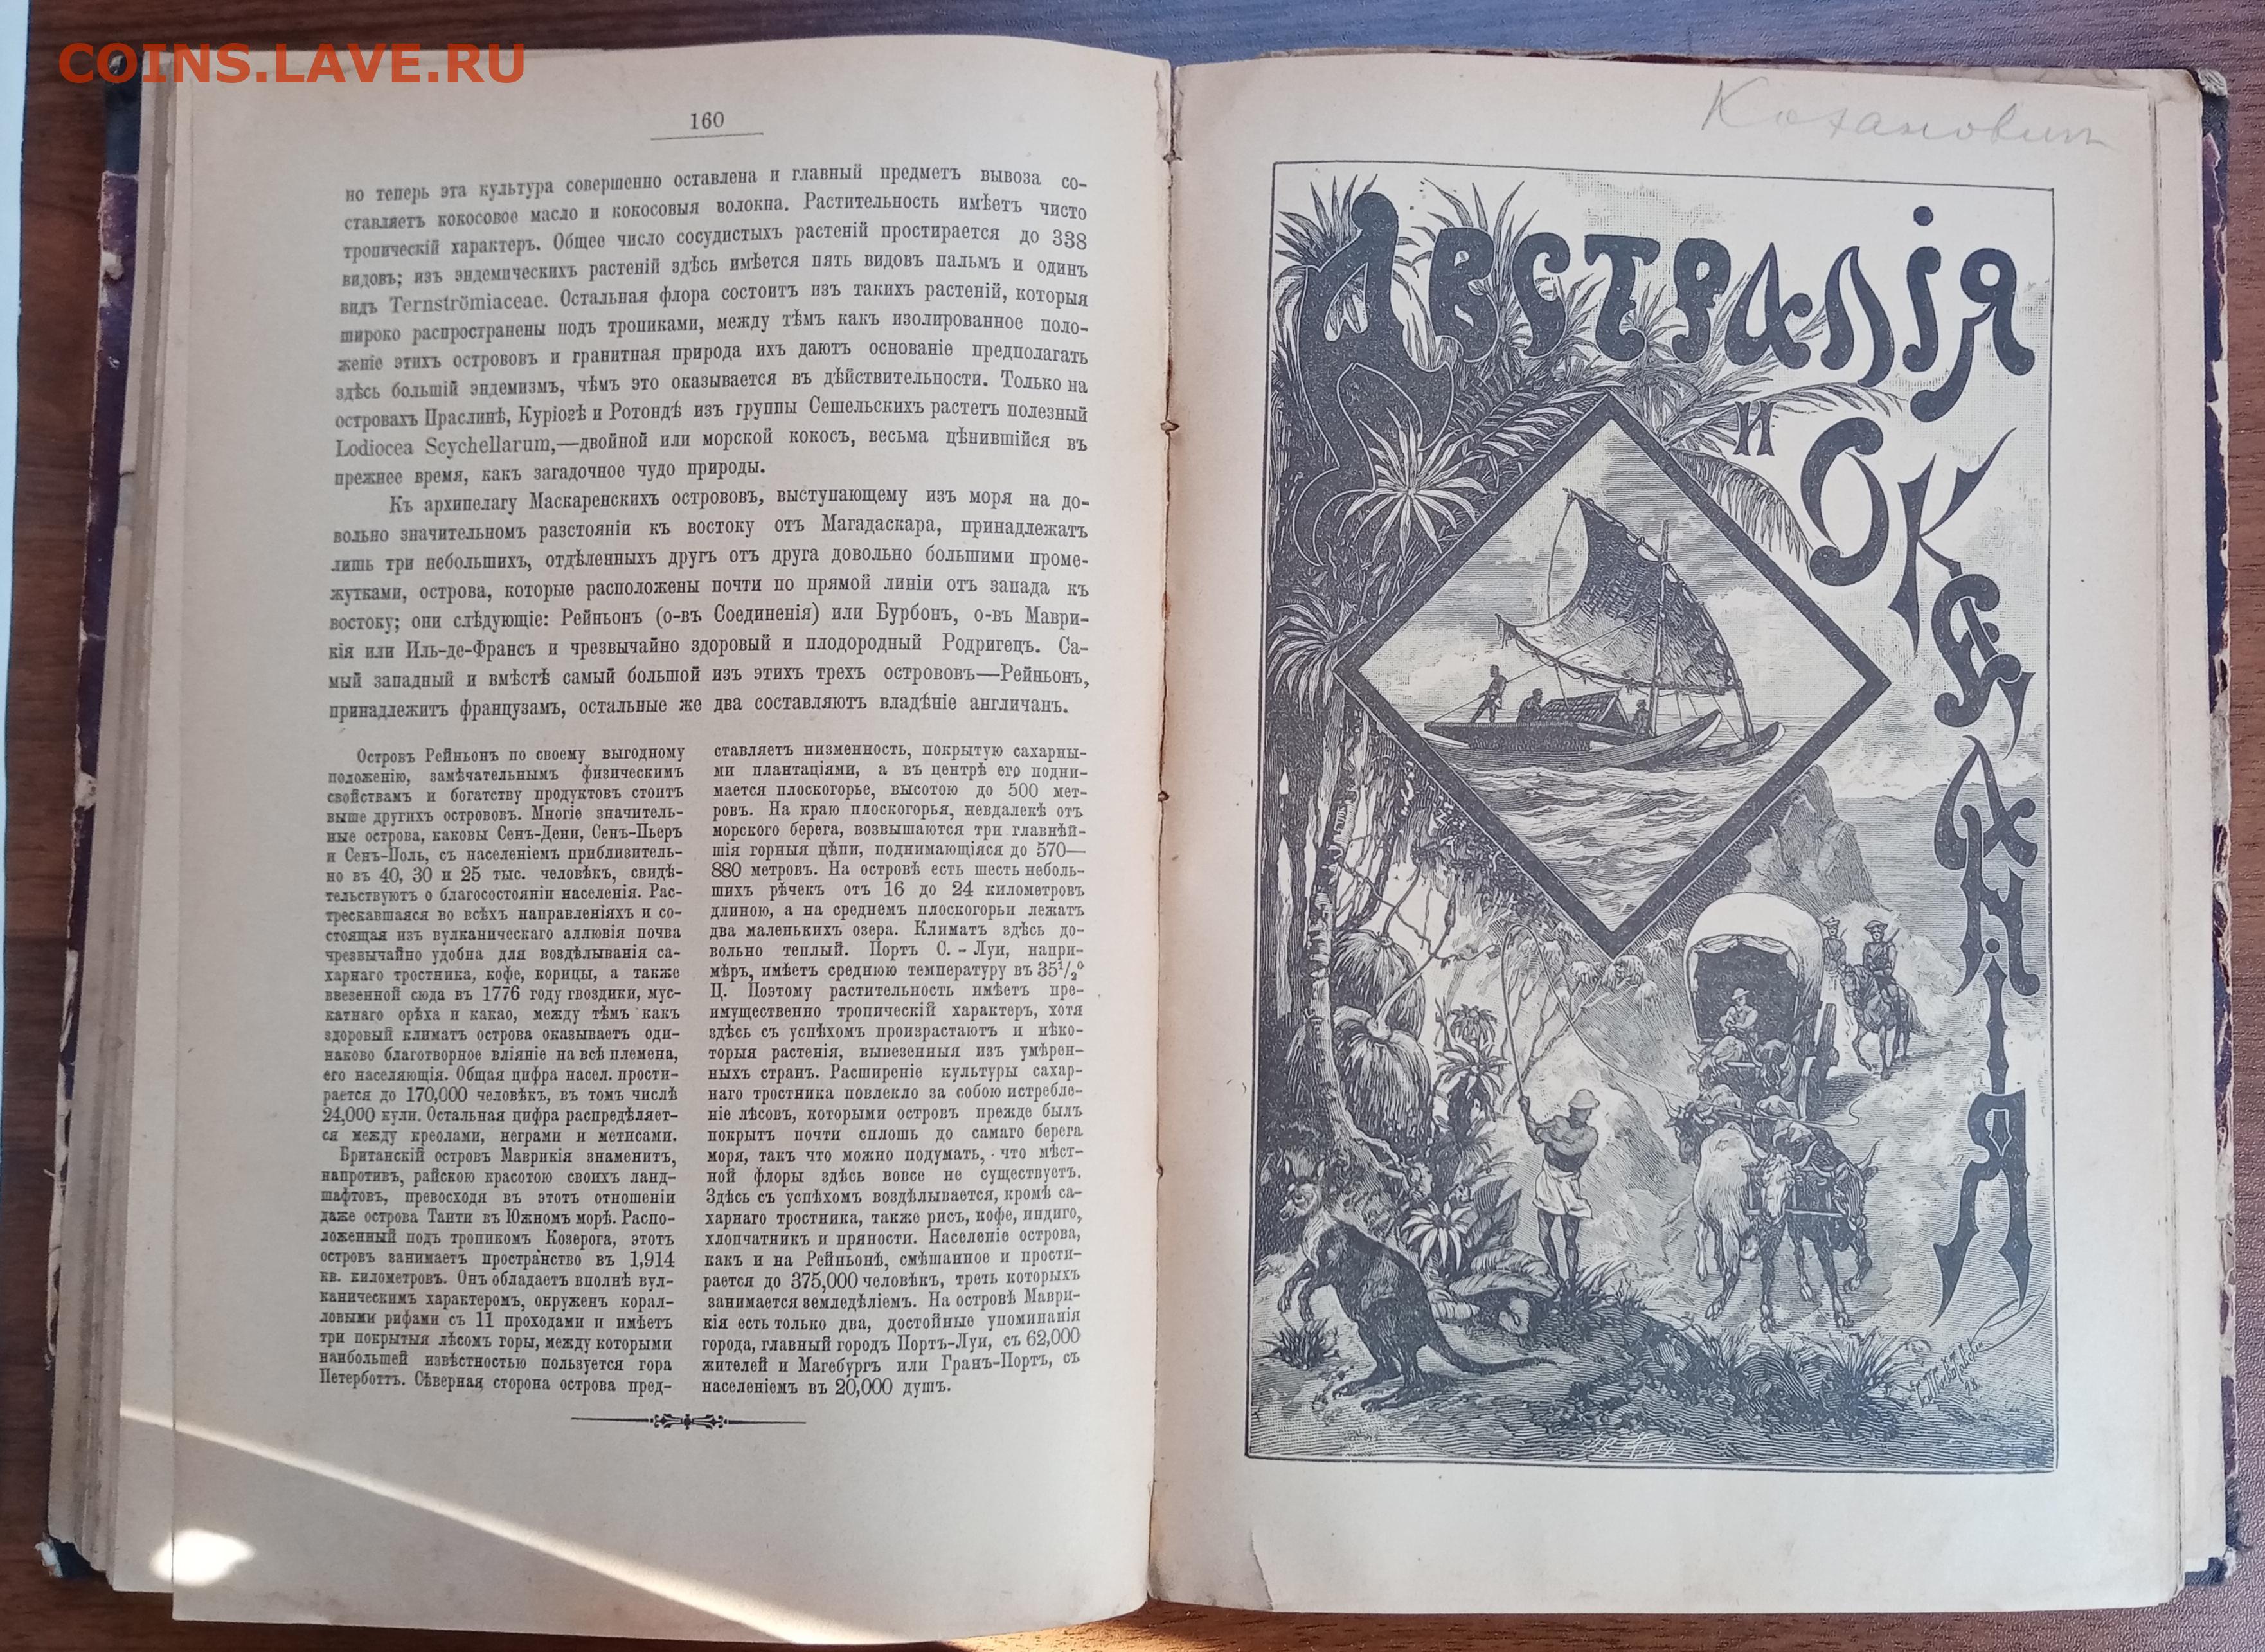 COINS.LAVE.RU
160
но теперь эта культура совершенно оставлена и главный предметъ вывоза со-
ставляетъ кокосовое масло и кокосовыя волокна. Растительность имѣетъ чисто
тропическій характеръ. Общее число сосудистыхъ растеній простирается до 338
видовъ; изъ эндемическихъ растеній здѣсь имѣется пять видовъ пальмъ и одинъ
видъ Ternströmiaceae. Остальная флора состоитъ изъ такихъ растеній, которыя
широко распространены подъ тропиками, между тѣмъ какъ изолированное поло-
женіе этихъ острововъ и гранитная природа ихъ даютъ основаніе предполагать
здѣсь большій эндемизмъ, чѣмъ это оказывается въ дѣйствительности. Только на
островахъ Праслинѣ, Куріозѣ и Ротондѣ изъ группы Сешельскихъ растетъ полезный
Lodiocea Scychellarum,—двойной или морской кокосъ, весьма цѣнившійся въ
прежнее время, какъ загадочное чудо природы.
Къ архипелагу Маскаренскихъ острововъ, выступающему изъ моря на до-
вольно значительномъ разстояніи къ востоку отъ Магадаскара, принадлежатъ
лишь три небольшихъ, отдѣленныхъ другъ отъ друга довольно большими проме-
жутками, острова, которые расположены почти по прямой линіи отъ запада къ
востоку; они слѣдующіе: Рейньонъ (о-въ Соединенія) или Бурбонъ, о-въ Маври-
кія или Иль-де-Франсъ и чрезвычайно здоровый и плодородный Родригецъ. Са-
мый западный и вмѣстѣ самый большой изъ этихъ трехъ острововъ—Рейньонъ,
принадлежитъ французамъ, остальные же два составляютъ владѣніе англичанъ.
Островъ Рейньонъ по своему выгодному
положенію, замѣчательнымъ физическимъ
свойствамъ и богатству продуктовъ стоитъ
выше другихъ острововъ. Многіе значитель-
ные острова, каковы Сенъ-Дени, Сенъ-Пьеръ
и Сенъ-Поль, съ населеніемъ приблизитель-
но въ 40, 30 и 25 тыс. человѣкъ, свидѣ-
тельствуютъ о благосостояніи населенія. Рас-
трескавшаяся во всѣхъ направленіяхъ и со-
стоящая изъ вулканическаго аллювія почва
чрезвычайно удобна для воздѣлыванія са-
харнаго тростника, кофе, корицы, а также
ввезенной сюда въ 1776 году гвоздики, мус-
катнаго орѣха и какао, между тѣмъ какъ
здоровый климатъ острова оказываетъ оди-
наково благотворное вліяніе на всѣ племена,
его населяющія. Общая цифра насел. прости-
рается до 170,000 человѣкъ, въ томъ числѣ
24,000 кули. Остальная цифра распредѣляет-
ся между креолами, неграми и метисами.
Британскій островъ Маврикія знаменитъ,
напротивъ, райскою красотою своихъ ланд-
шафтовъ, превосходя въ этотъ отношеніи
даже острова Таити въ Южномъ морѣ. Распо-
ложенный подъ тропикомъ Козерога, этотъ
островъ занимаетъ пространство въ 1,914
кв. километровъ. Онъ обладаетъ вполнѣ вул-
каническимъ характеромъ, окруженъ корал-
ловыми рифами съ 11 проходами и имѣетъ
три покрытыя лѣсомъ горы, между которыми
наибольшей извѣстностью пользуется гора
Петерботтъ. Сѣверная сторона острова пред-
ставляетъ низменность, покрытую сахарны-
ми плантаціями, а въ центрѣ его подни-
мается плоскогорье, высотою до 500 мет-
ровъ. На краю плоскогорья, невдалекѣ отъ
морского берега, возвышаются три главнѣй-
шія горныя цѣпи, поднимающіяся до 570—
880 метровъ. На островѣ есть шесть неболь-
шихъ рѣчекъ отъ 16 до 24 километровъ
длиною, а на среднемъ плоскогорьи лежатъ
два маленькихъ озера. Климатъ здѣсь до-
вольно теплый. Портъ С.-Луи, напри-
мѣръ, имѣетъ среднюю температуру въ 35¹/₂°
Ц. Поэтому растительность имѣетъ пре-
имущественно тропическій характеръ, хотя
здѣсь съ успѣхомъ произрастаютъ и нѣко-
торыя растенія, вывезенныя изъ умѣрен-
ныхъ странъ. Расширеніе культуры сахар-
наго тростника повлекло за собою истребле-
ніе лѣсовъ, которыми островъ прежде былъ
покрытъ почти сплошь до самаго берега
моря, такъ что можно подумать, что мѣст-
ной флоры здѣсь вовсе не существуетъ.
Здѣсь съ успѣхомъ воздѣлывается, кромѣ са-
харнаго тростника, также рисъ, кофе, индиго,
хлопчатник и пряности. Населеніе острова,
какъ и на Рейньонѣ, смѣшанное и прости-
рается до 375,000 человѣкъ, треть которыхъ
занимается земледѣліемъ. На островѣ Маври-
кія есть только два, достойные упоминанія
города, главный городъ Портъ-Луи, съ 62,000
жителей и Магебургъ или Гранъ-Портъ, съ
населеніемъ въ 20,000 душъ.
Кохановичъ
Австралія
и
Океанія